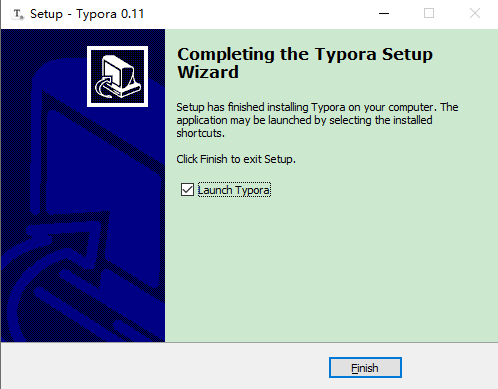 Setup - Typora 0.11
Completing the Typora Setup
Wizard
Setup has finished installing Typora on your computer. The
application may be launched by selecting the installed
shortcuts.
Click Finish to exit Setup.
Launch Typora
Finish